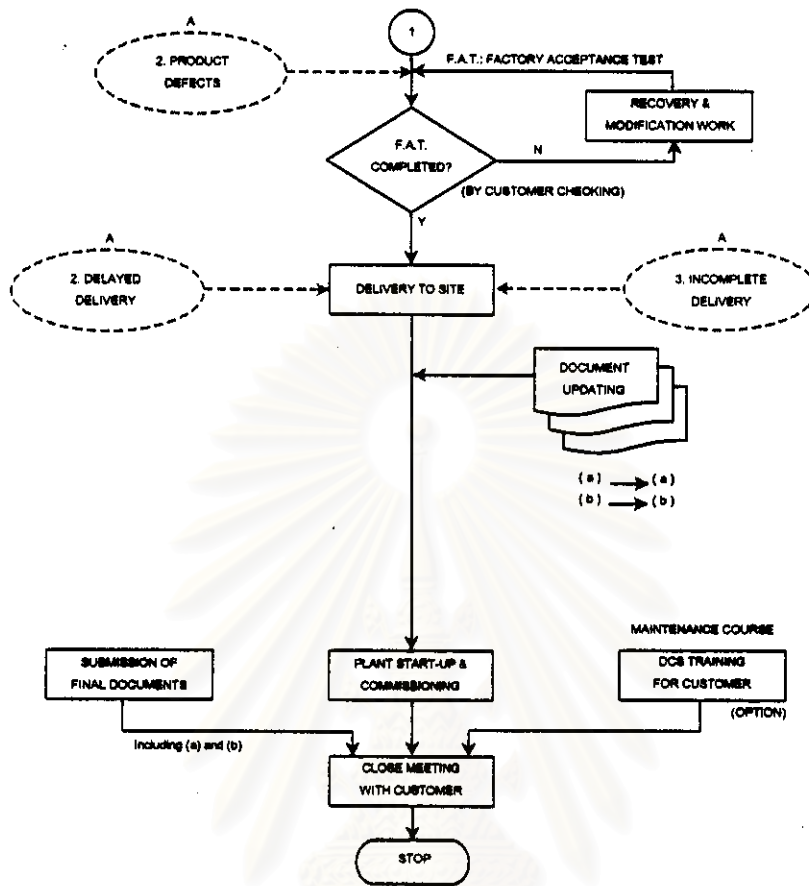 1
A
2. PRODUCT
DEFECTS
F.A.T.: FACTORY ACCEPTANCE TEST
RECOVERY &
MODIFICATION WORK
F.A.T.
COMPLETED?
N
(BY CUSTOMER CHECKING)
Y
A
2. DELAYED
DELIVERY
DELIVERY TO SITE
A
3. INCOMPLETE
DELIVERY
DOCUMENT
UPDATING
(a) (a)
(b) (b)
SUBMISSION OF
FINAL DOCUMENTS
Including (a) and (b)
PLANT START-UP &
COMMISSIONING
MAINTENANCE COURSE
DCS TRAINING
FOR CUSTOMER
(OPTION)
CLOSE MEETING
WITH CUSTOMER
STOP